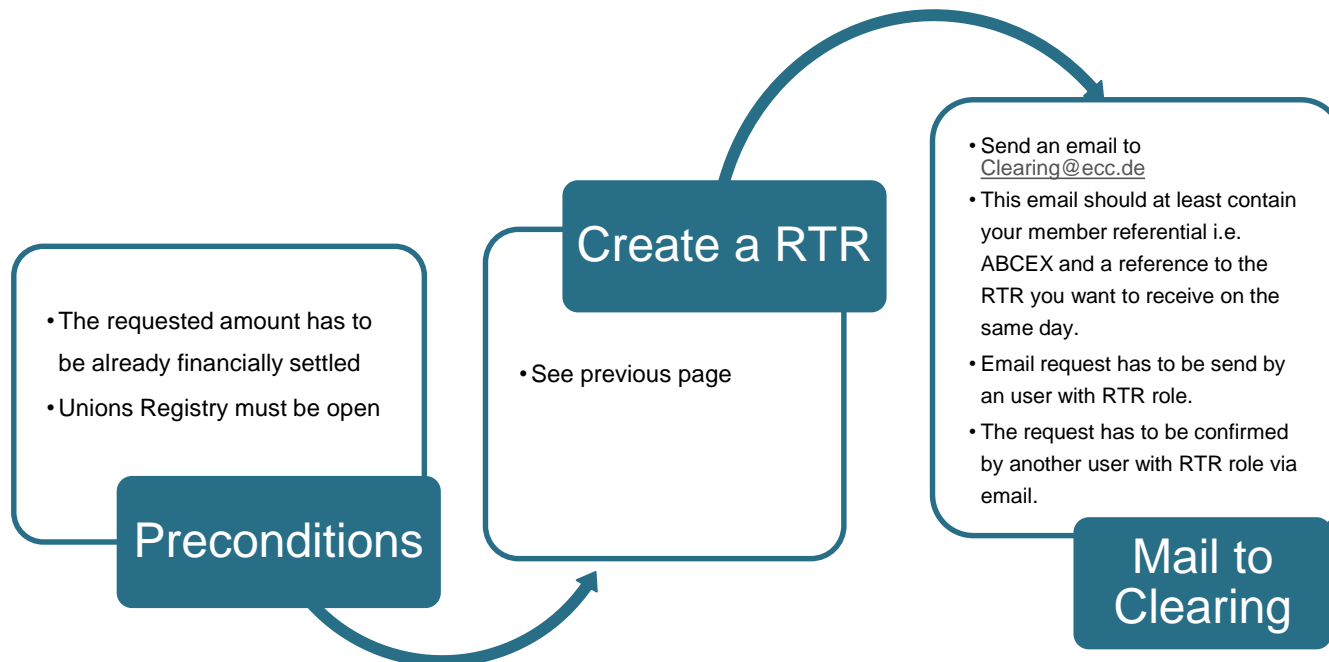 • The requested amount has to
be already financially settled
• Unions Registry must be open
Preconditions
Create a RTR
• See previous page
• Send an email to
Clearing@ecc.de
• This email should at least contain
your member referential i.e.
ABCEX and a reference to the
RTR you want to receive on the
same day.
• Email request has to be send by
an user with RTR role.
• The request has to be confirmed
by another user with RTR role via
email.
Mail to
Clearing